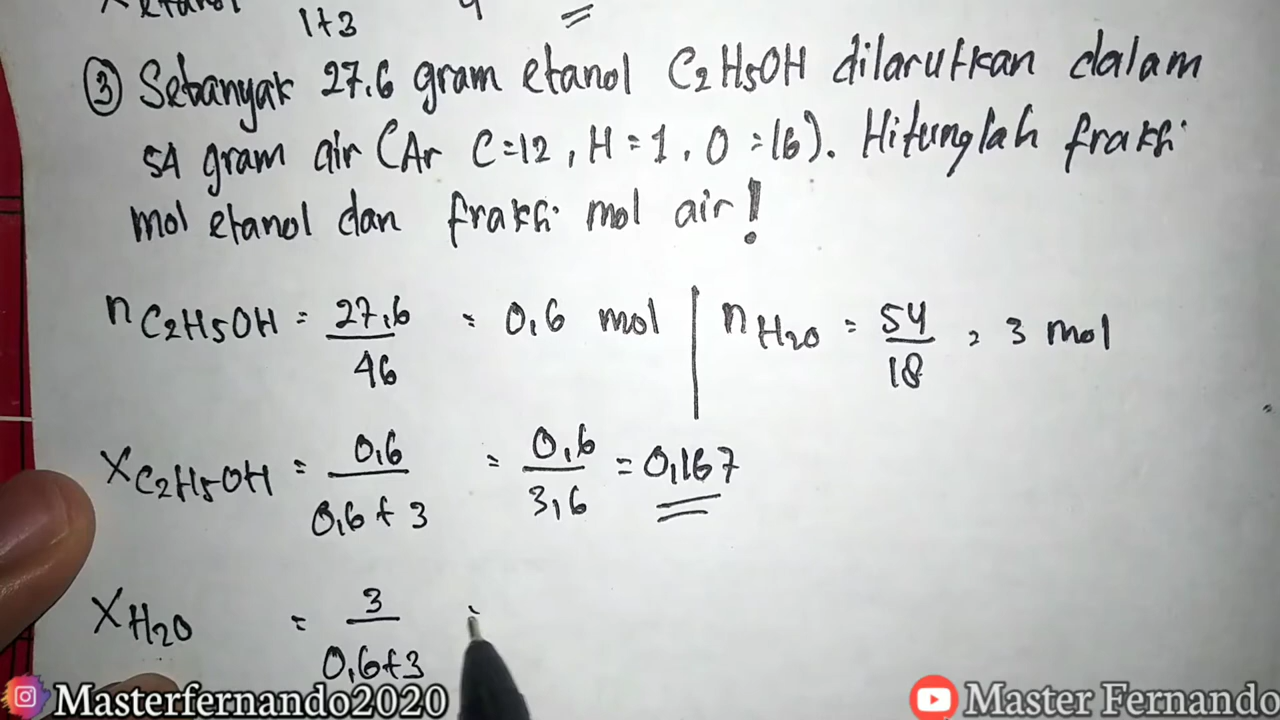 1+3 4
③ Sebanyak 27.6 gram etanol C2H5OH dilarutkan dalam
54 gram air (Ar C=12, H=1, O=16). Hitunglah fraksi
mol etanol dan fraksi mol air!
nC2H5OH = 27,6/46 = 0,6 mol | nH2O = 54/18 = 3 mol
XC2H5OH = 0,6/0,6+3 = 0,6/3,6 = 0,167
XH2O = 3/0,6+3 =
Masterfernando2020
Master Fernando